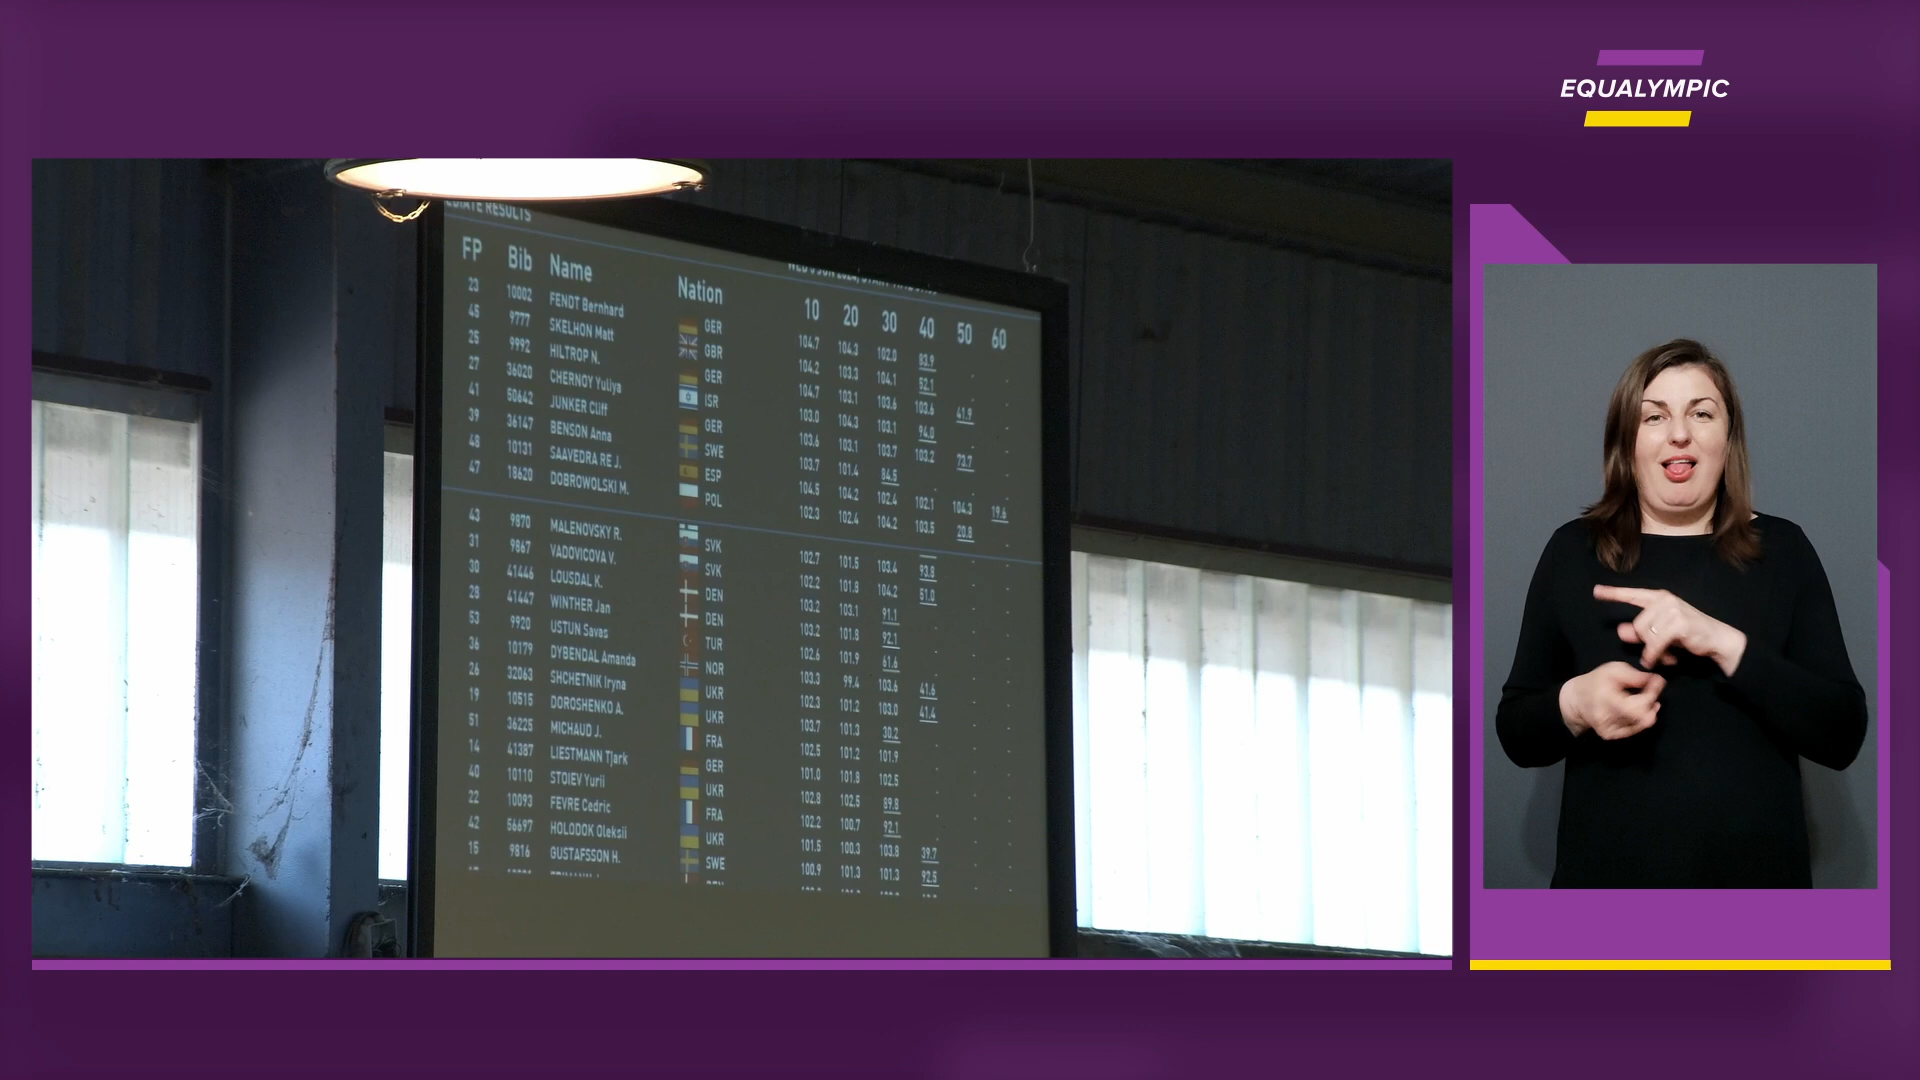 EQUALYMPIC
RESULTS
FP Bib Name Nation 10 20 30 40 50 60
23 10002 FENDT Bernhard GER 104.7 104.3 102.0 83.9 - -
45 9777 SKELHON Matt GBR 104.2 103.3 104.1 52.1 - -
25 9992 HILTROP N. GER 104.7 103.1 103.6 103.6 41.9 -
27 36020 CHERNOY Yuliya ISR 103.0 104.3 103.1 94.0 - -
41 50642 JUNKER Cliff GER 103.6 103.1 103.7 103.2 73.7 -
39 36147 BENSON Anna SWE 103.7 101.4 84.5 - - -
48 10131 SAAVEDRA RE J. ESP 104.5 104.2 102.4 102.1 104.3 19.6
47 18620 DOBROWOLSKI M. POL 102.3 102.4 104.2 103.5 20.8 -
43 9870 MALENOVSKY R. SVK 102.7 101.5 103.4 93.8 - -
31 9867 VADOVICOVA V. SVK 102.2 101.8 104.2 51.0 - -
30 41446 LOUSDAL K. DEN 103.2 103.1 91.1 - - -
28 41447 WINTHER Jan DEN 103.2 101.8 92.1 - - -
53 9920 USTUN Savas TUR 102.6 101.9 61.6 - - -
36 10179 DYBENDAL Amanda NOR 103.3 99.4 103.6 41.6 - -
26 32063 SHCHETNIK Iryna UKR 102.3 101.2 103.0 41.4 - -
19 10515 DOROSHENKO A. UKR 103.7 101.3 30.2 - - -
51 36225 MICHAUD J. FRA 102.5 101.2 101.9 - - -
14 41387 LIESTMANN Tjark GER 101.0 101.8 102.5 - - -
40 10110 STOIEV Yurii UKR 102.8 102.5 89.8 - - -
22 10093 FEVRE Cedric FRA 102.2 100.7 92.1 - - -
42 56697 HOLODOK Oleksii UKR 101.5 100.3 103.8 39.7 - -
15 9816 GUSTAFSSON H. SWE 100.9 101.3 101.3 92.5 - -